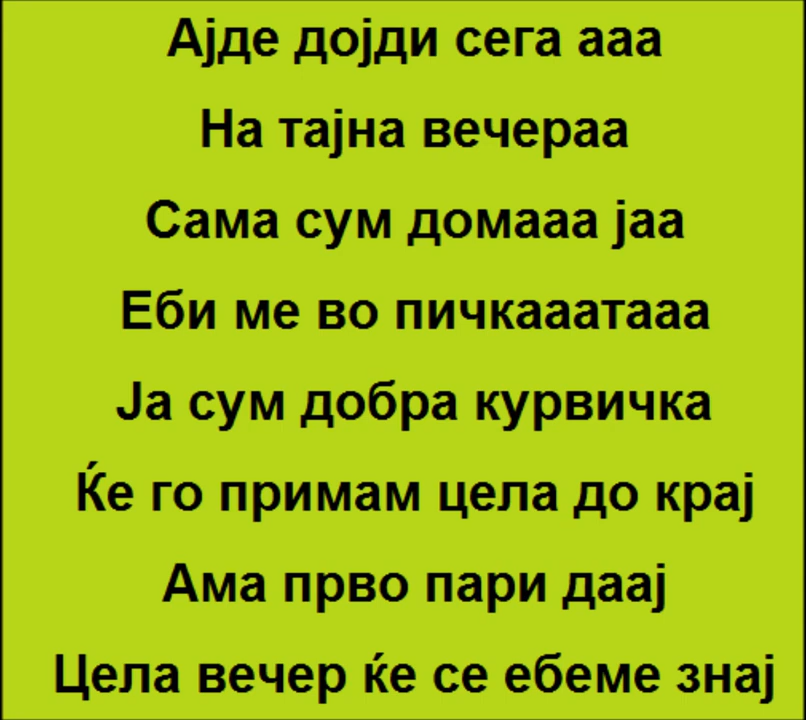 Ајде дојди сега ааа
На тајна вечераа
Сама сум домааа јаа
Еби ме во пичкааатааа
Ја сум добра курвичка
Ќе го примам цела до крај
Ама прво пари даај
Цела вечер ќе се ебеме знај